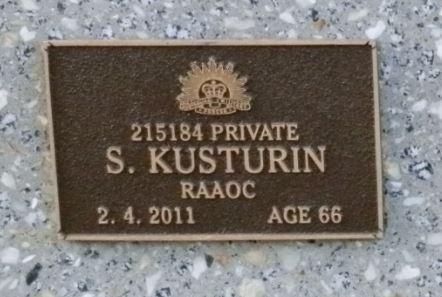 215184 PRIVATE
S. KUSTURIN
RAAOC
2. 4. 2011 AGE 66